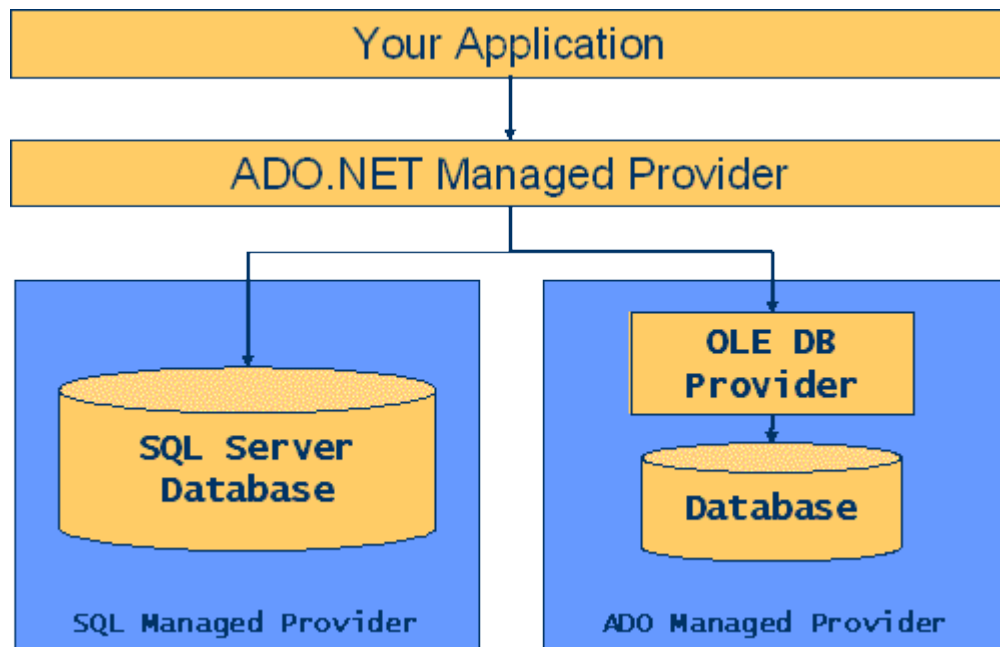 Your Application
ADO.NET Managed Provider
SQL Server
Database
SQL Managed Provider
OLE DB
Provider
Database
ADO Managed Provider